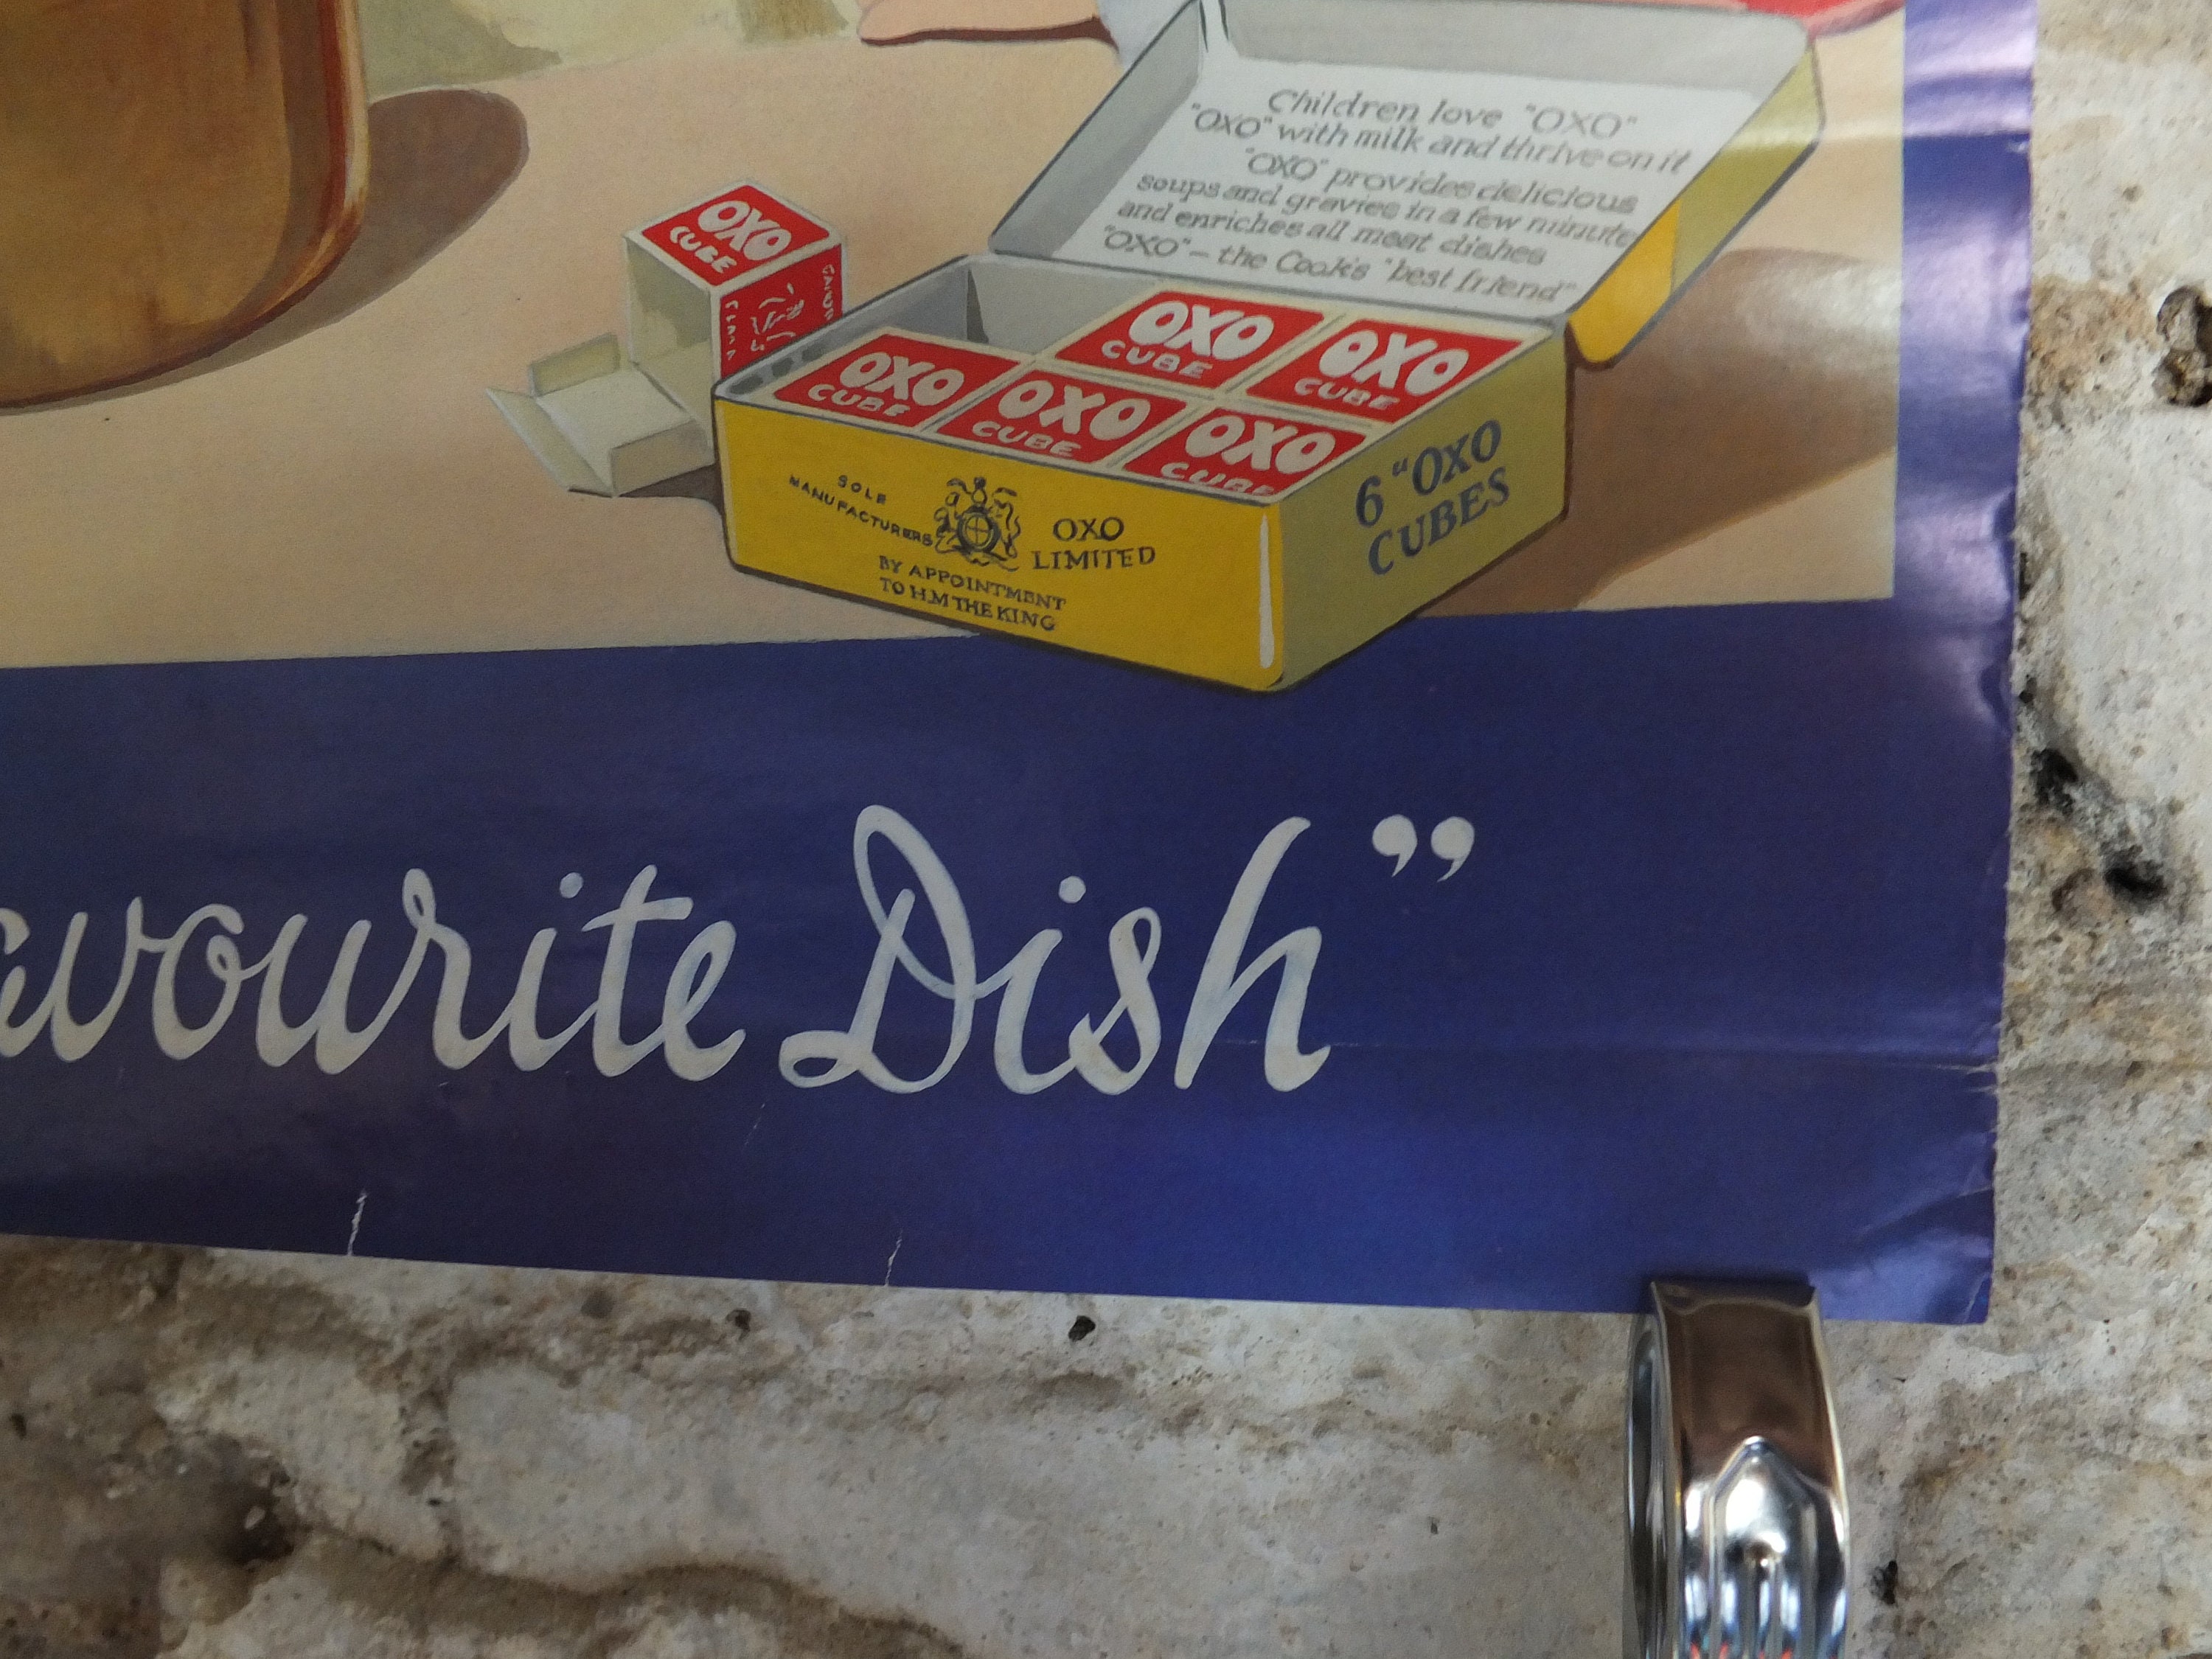 Children love "OXO"
"OXO" with milk and thrive on it
"OXO" provides delicious
soups and gravies in a few minutes
and enriches all meat dishes
"OXO" – the Cook's "best friend"
OXO
CUBE
OXO
CUBE
OXO
CUBE
OXO
CUBE
OXO
CUBE
OXO
CUBE
SOLE
MANUFACTURERS
OXO
LIMITED
BY APPOINTMENT
TO H.M THE KING
6 "OXO
CUBES
avourite Dish"